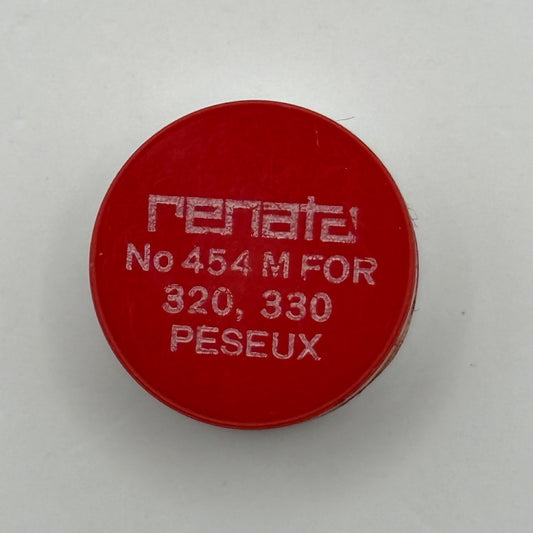 renata
No 454 M FOR
320, 330
PESEUX